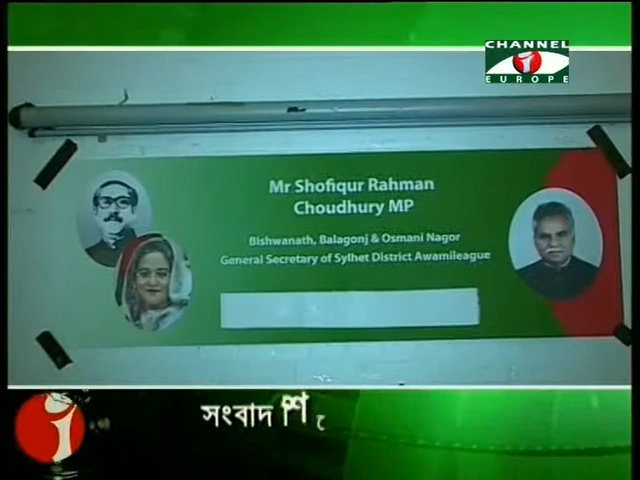 CHANNEL
i
EUROPE
Mr Shofiqur Rahman
Choudhury MP
Bishwanath, Balagonj & Osmani Nagor
General Secretary of Sylhet District Awamileague
i
সংবাদ